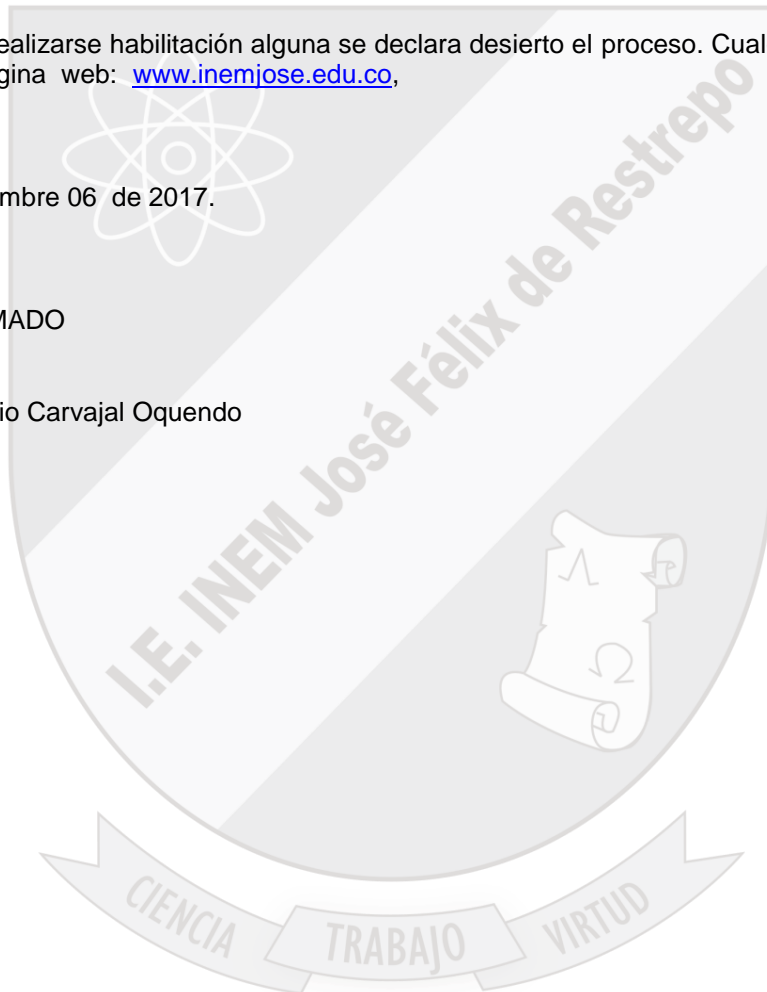 ealizarse habilitación alguna se declara desierto el proceso. Cual
gina web: www.inemjose.edu.co,
mbre 06 de 2017.
MADO
io Carvajal Oquendo
I.E. INEM José Félix de Restrepo
CIENCIA TRABAJO VIRTUD